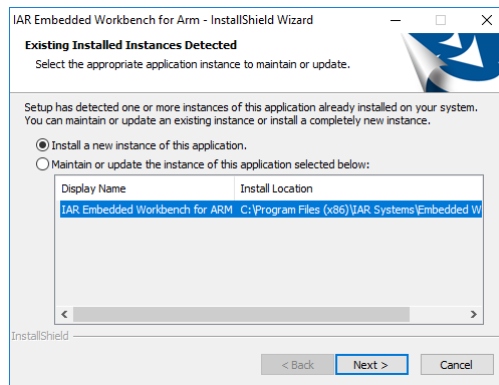 IAR Embedded Workbench for Arm - InstallShield Wizard
Existing Installed Instances Detected
Select the appropriate application instance to maintain or update.
Setup has detected one or more instances of this application already installed on your system.
You can maintain or update an existing instance or install a completely new instance.
Install a new instance of this application.
Maintain or update the instance of this application selected below:
Display Name Install Location
IAR Embedded Workbench for ARM C:\Program Files (x86)\IAR Systems\Embedded W
InstallShield
< Back Next > Cancel